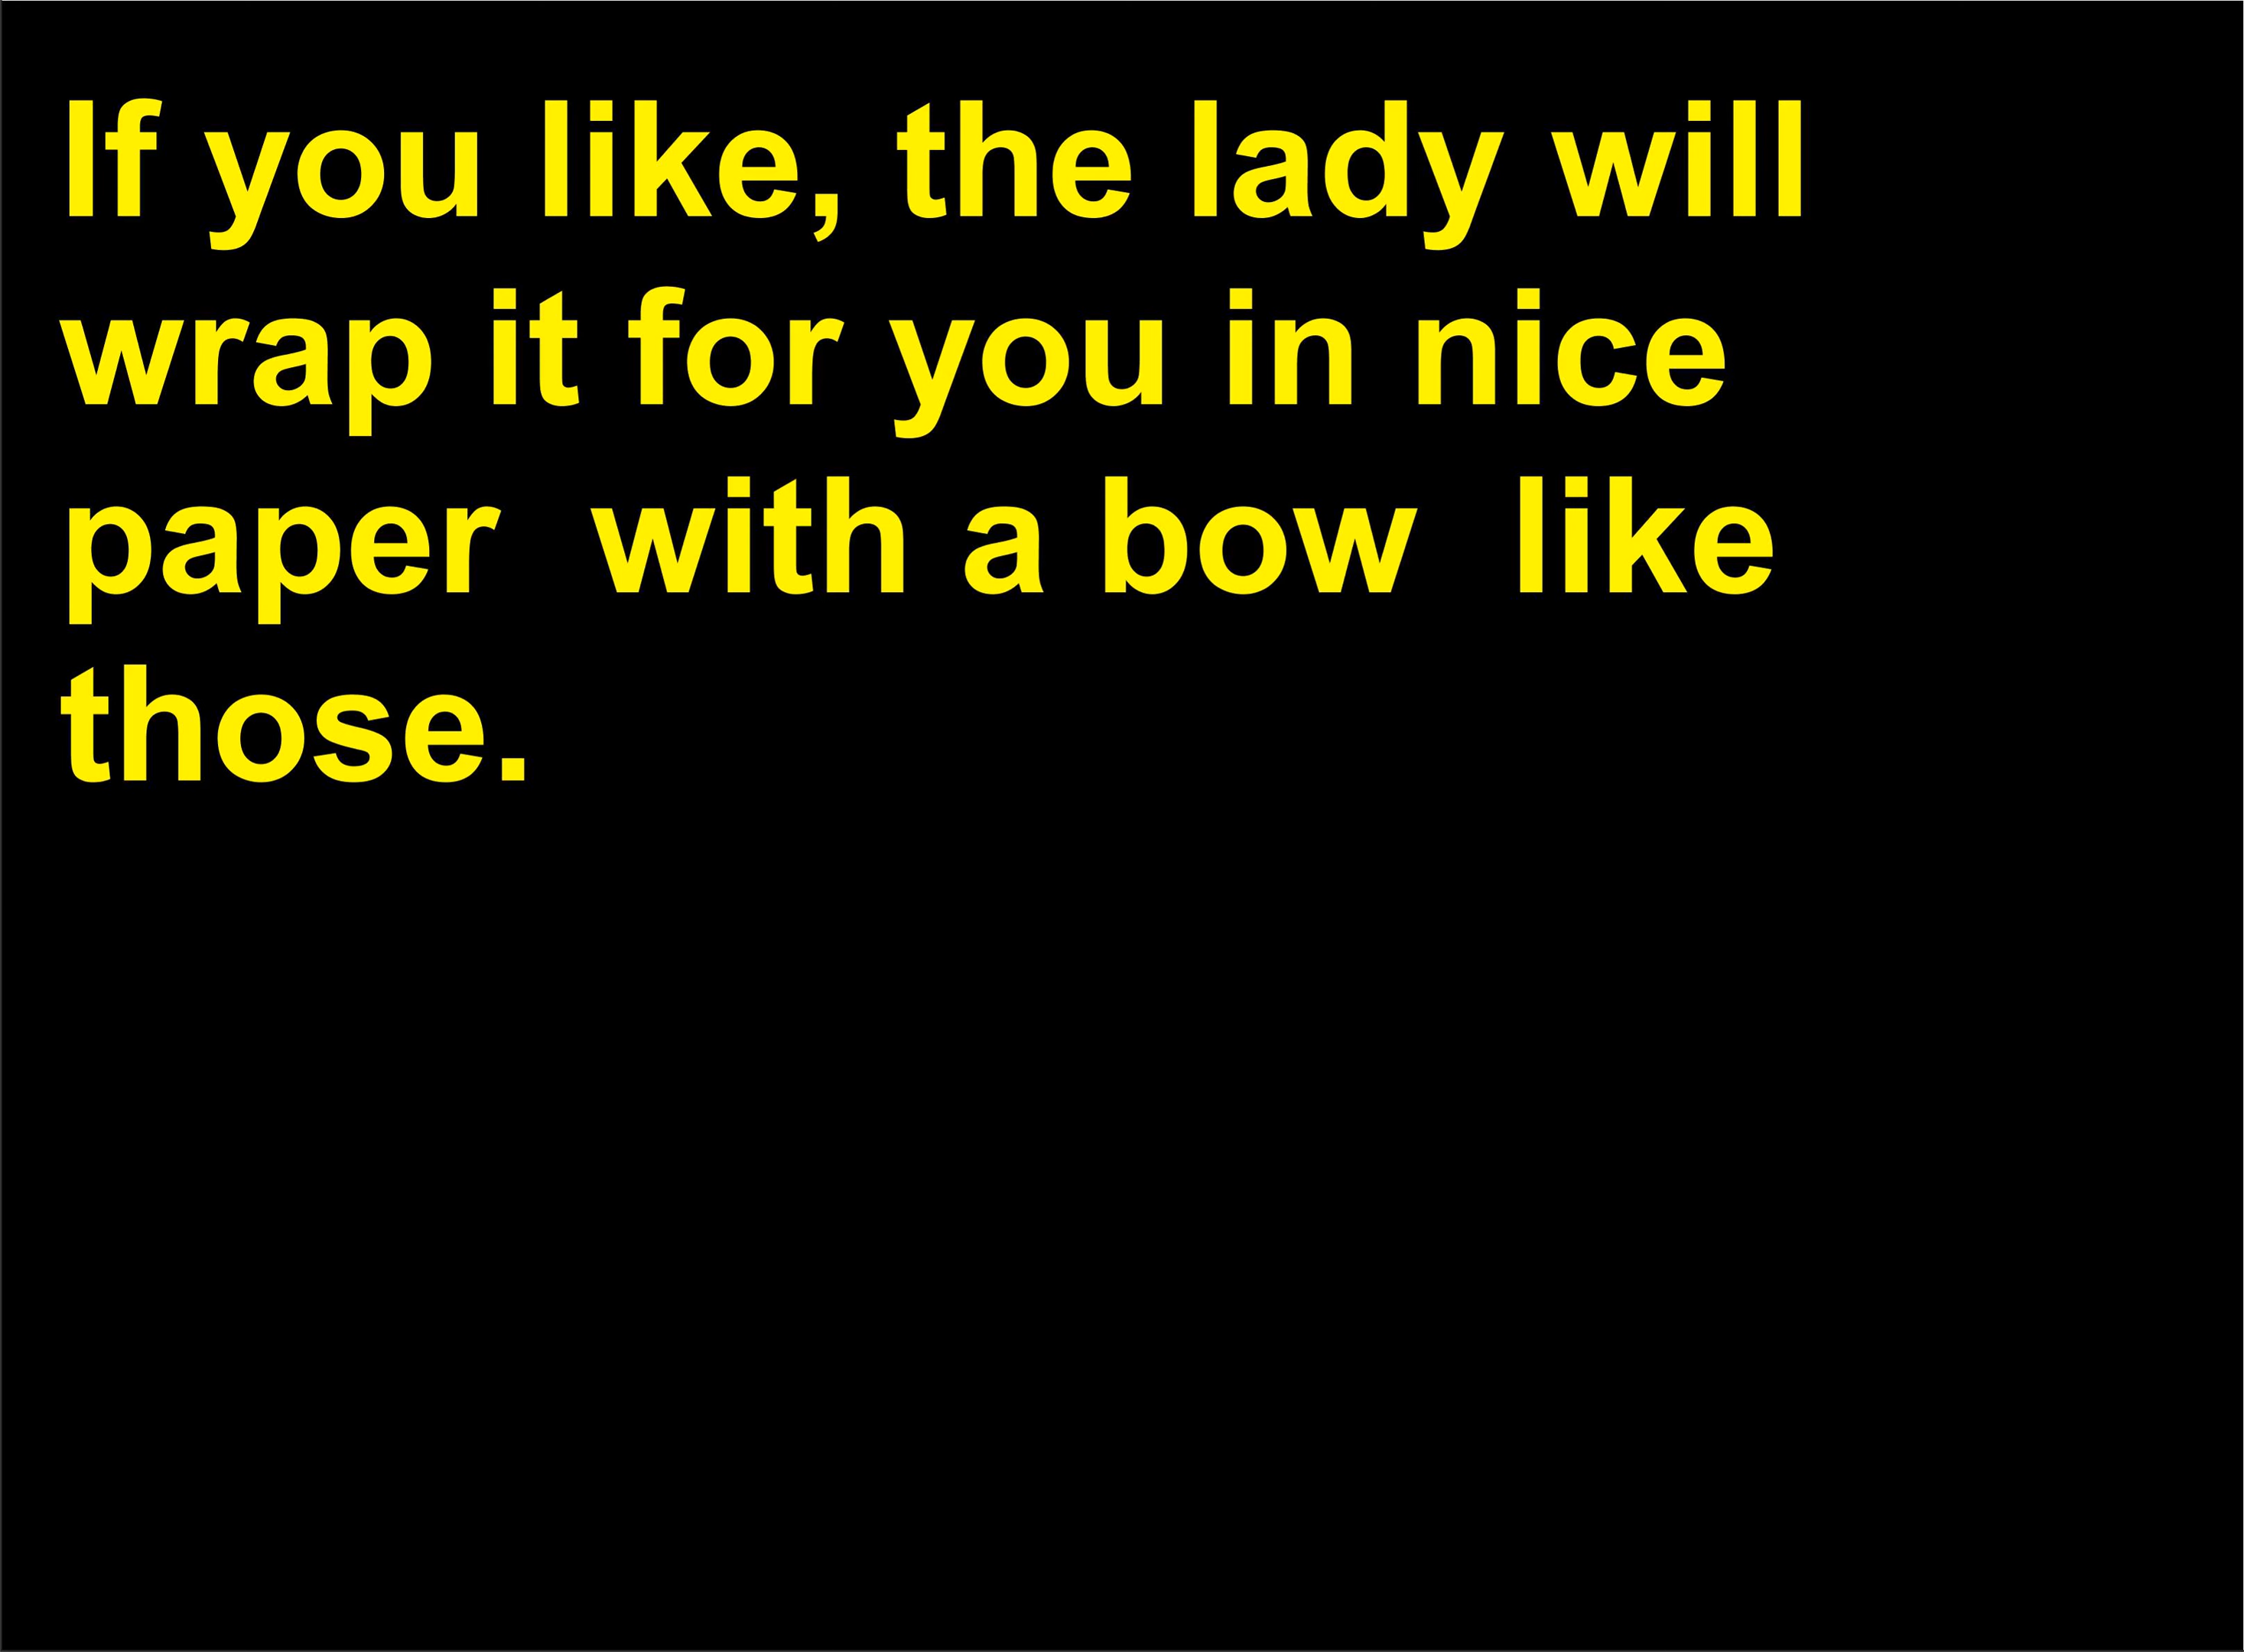 If you like, the lady will
wrap it for you in nice
paper  with a bow  like
those.